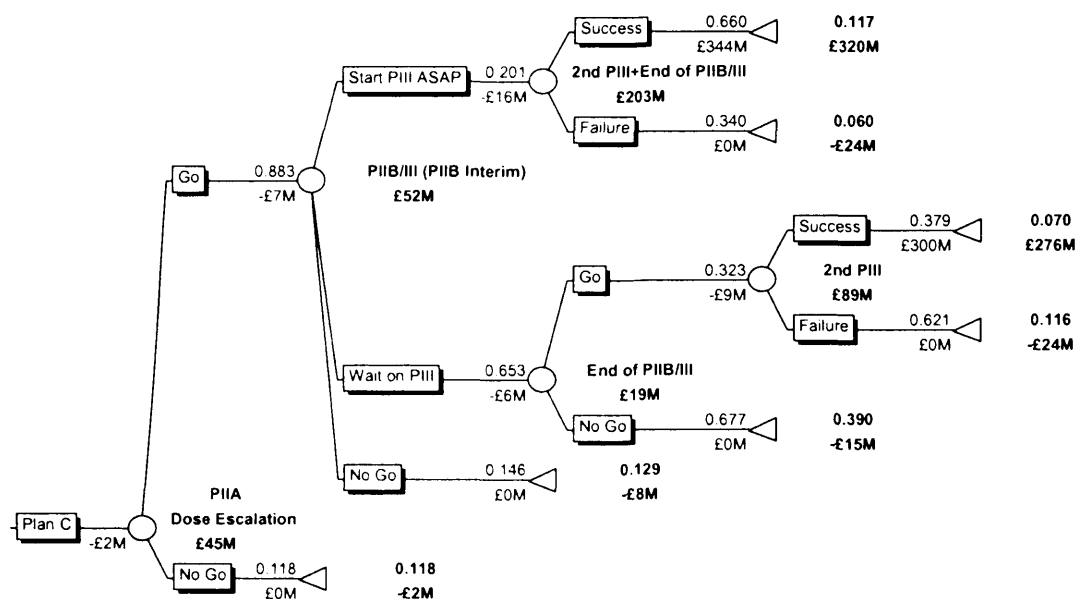 Success 0.660 0.117
£344M £320M
Start PIII ASAP 0.201 2nd PIII+End of PIIB/III
-£16M £203M
Failure 0.340 0.060
£0M -£24M
Go 0.883 PIIB/III (PIIB Interim)
-£7M £52M
Success 0.379 0.070
£300M £276M
Go 0.323 2nd PIII
-£9M £89M
Failure 0.621 0.116
£0M -£24M
Wait on PIII 0.653 End of PIIB/III
-£6M £19M
No Go 0.677 0.390
£0M -£15M
No Go 0.146 0.129
£0M -£8M
Plan C PIIA
-£2M Dose Escalation
£45M
No Go 0.118 0.118
£0M -£2M